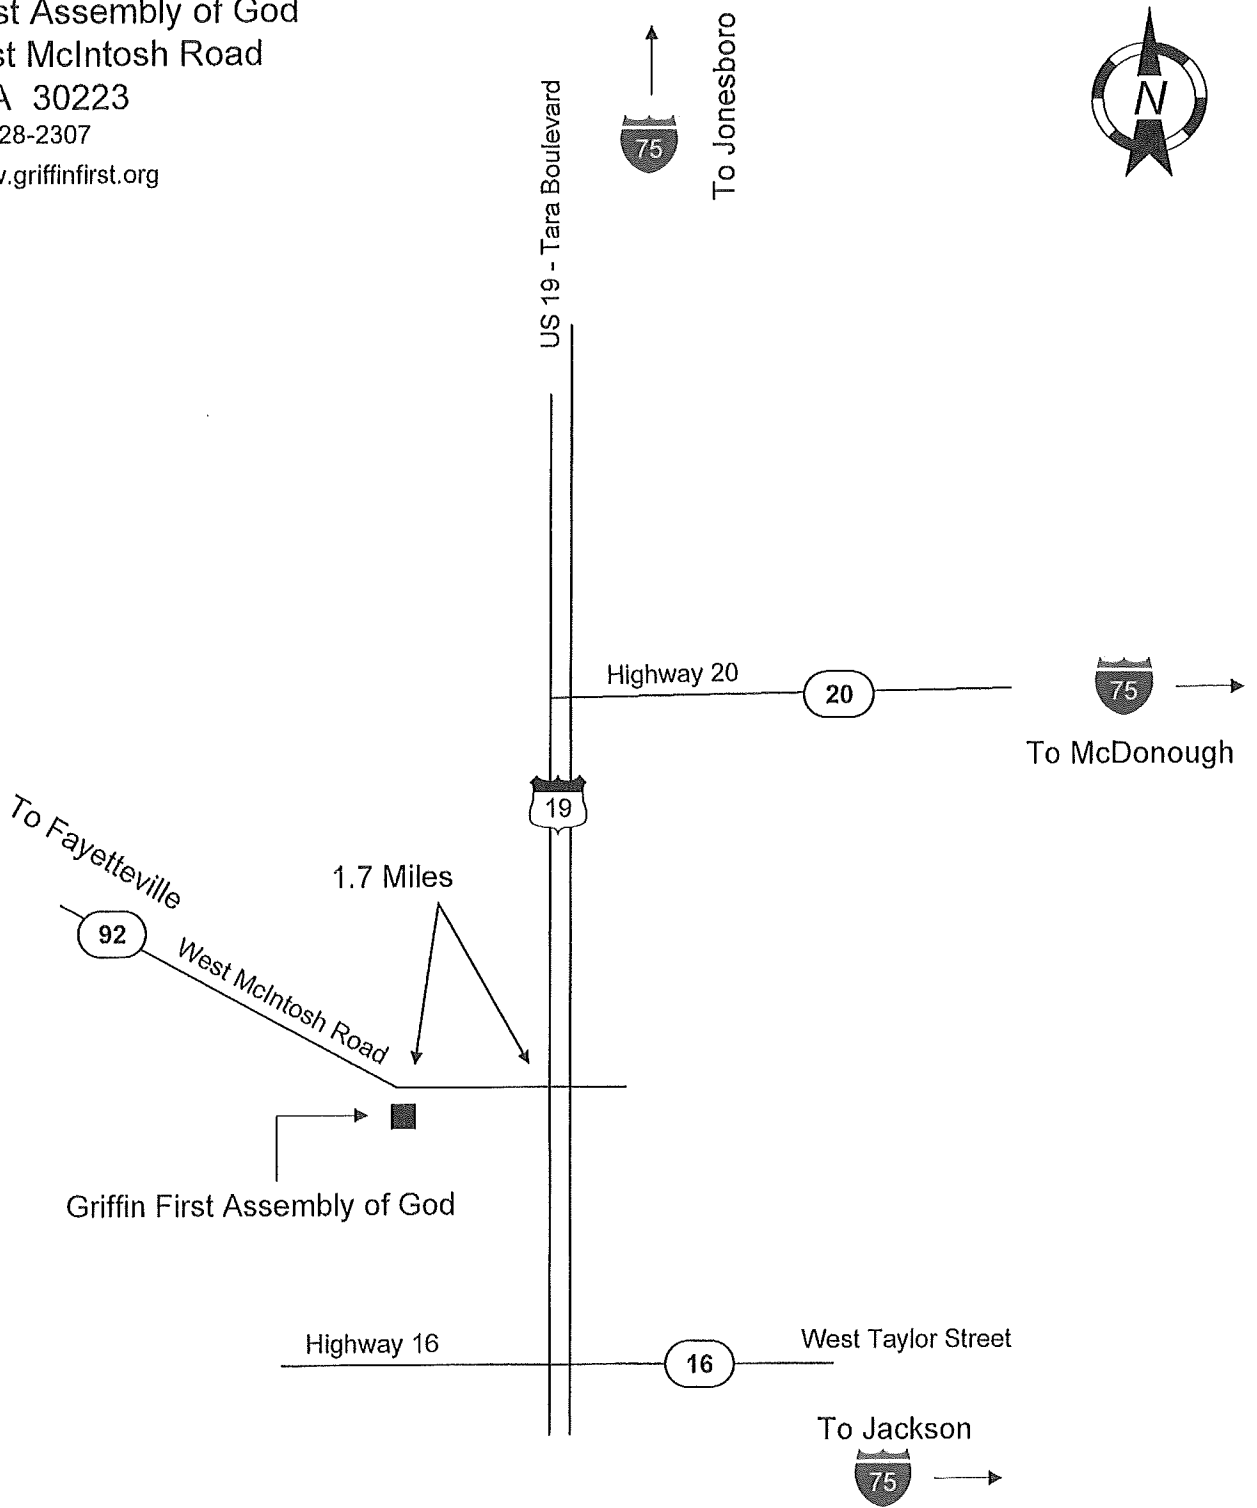 st Assembly of God
st McIntosh Road
A 30223
28-2307
v.griffinfirst.org
75
To Jonesboro
N
US 19 - Tara Boulevard
Highway 20
20
75
To McDonough
19
To Fayetteville
1.7 Miles
92
West McIntosh Road
Griffin First Assembly of God
Highway 16
16
West Taylor Street
To Jackson
75